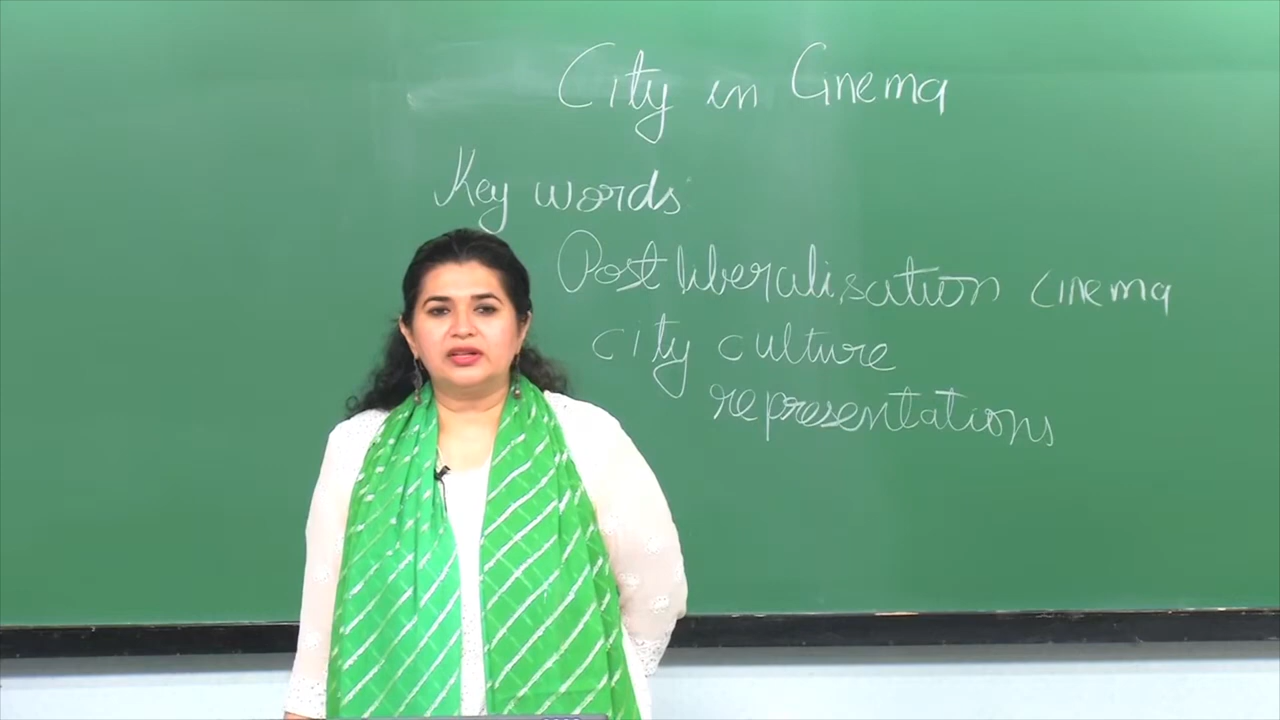 City in Cinema
Key words:
Post liberalisation cinema
city culture
representations